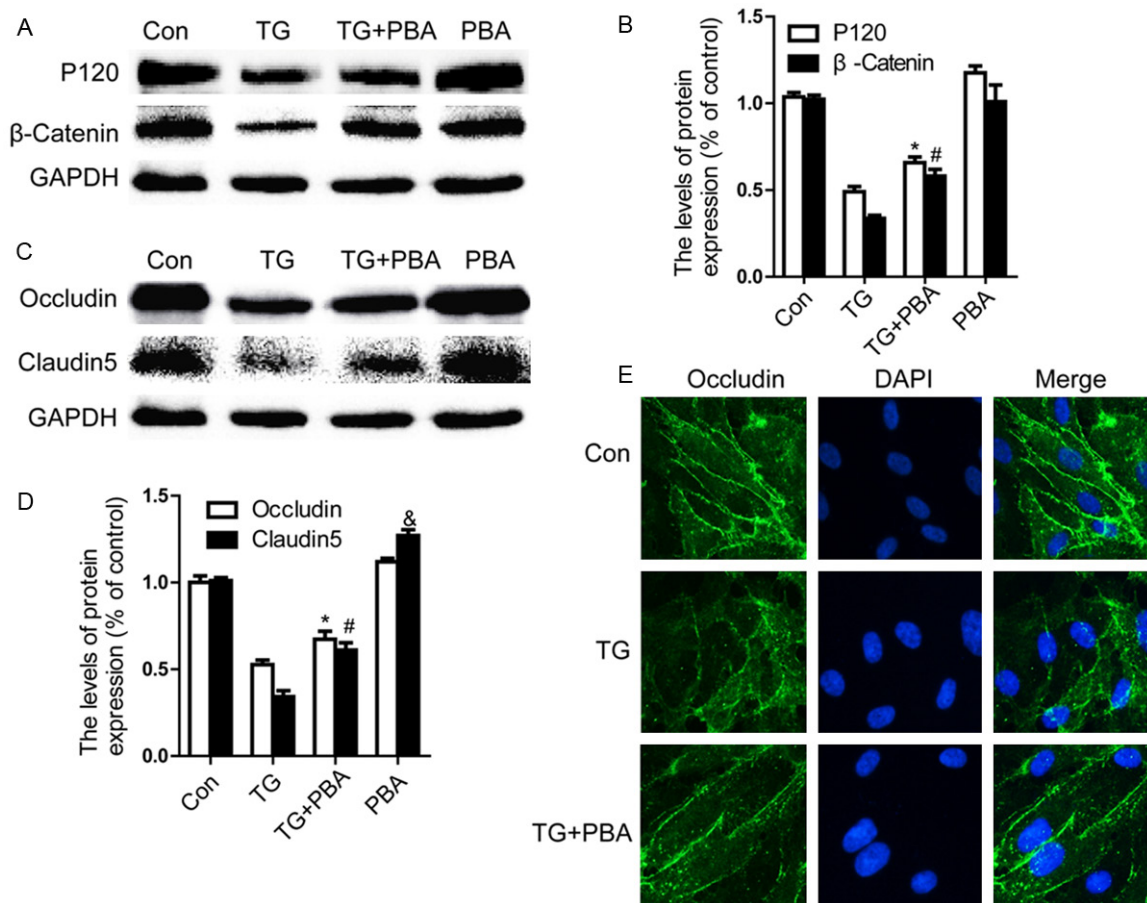 A
Con TG TG+PBA PBA
P120
β-Catenin
GAPDH
B
P120
β -Catenin
The levels of protein
expression (% of control)
1.5
1.0
0.5
0.0
* #
Con TG TG+PBA PBA
C
Con TG TG+PBA PBA
Occludin
Claudin5
GAPDH
D
Occludin
Claudin5
The levels of protein
expression (% of control)
1.5
1.0
0.5
0.0
* # &
Con TG TG+PBA PBA
E
Occludin DAPI Merge
Con
TG
TG+PBA